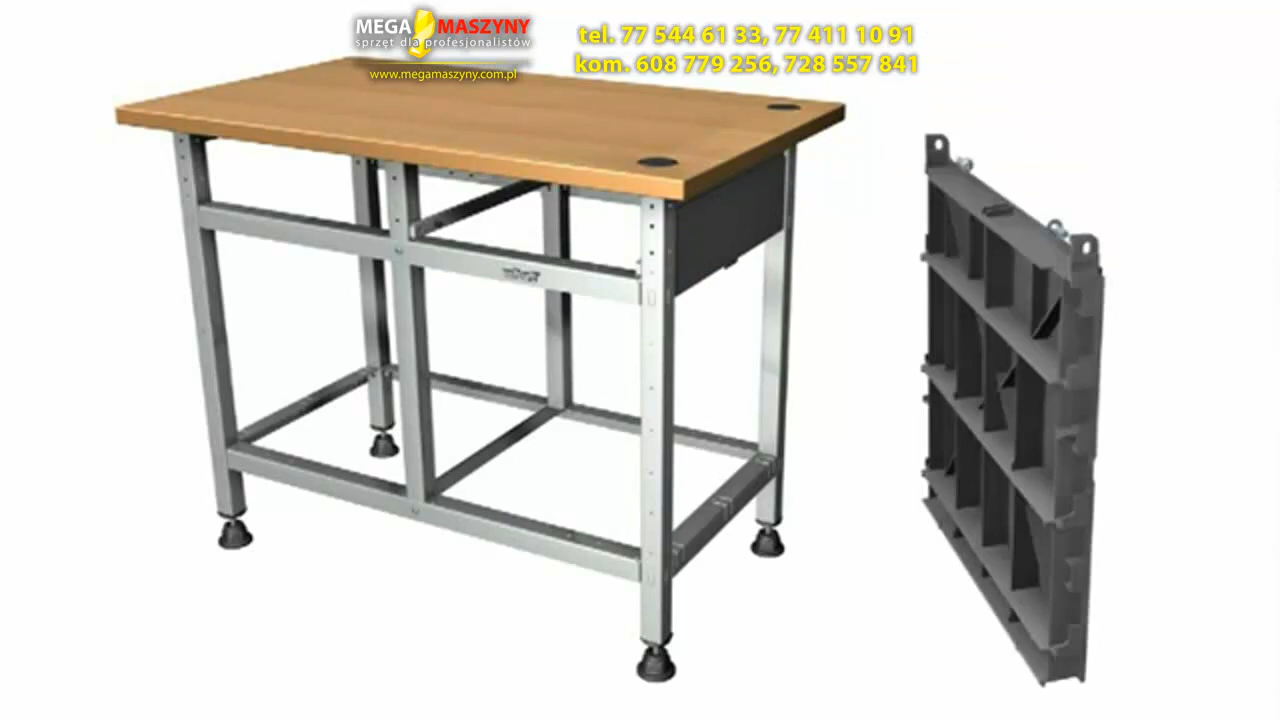 MEGA MASZYNY
sprzęt dla profesjonalistów
www.megamaszyny.com.pl
tel. 77 544 61 33, 77 411 10 91
kom. 608 779 256, 728 557 841